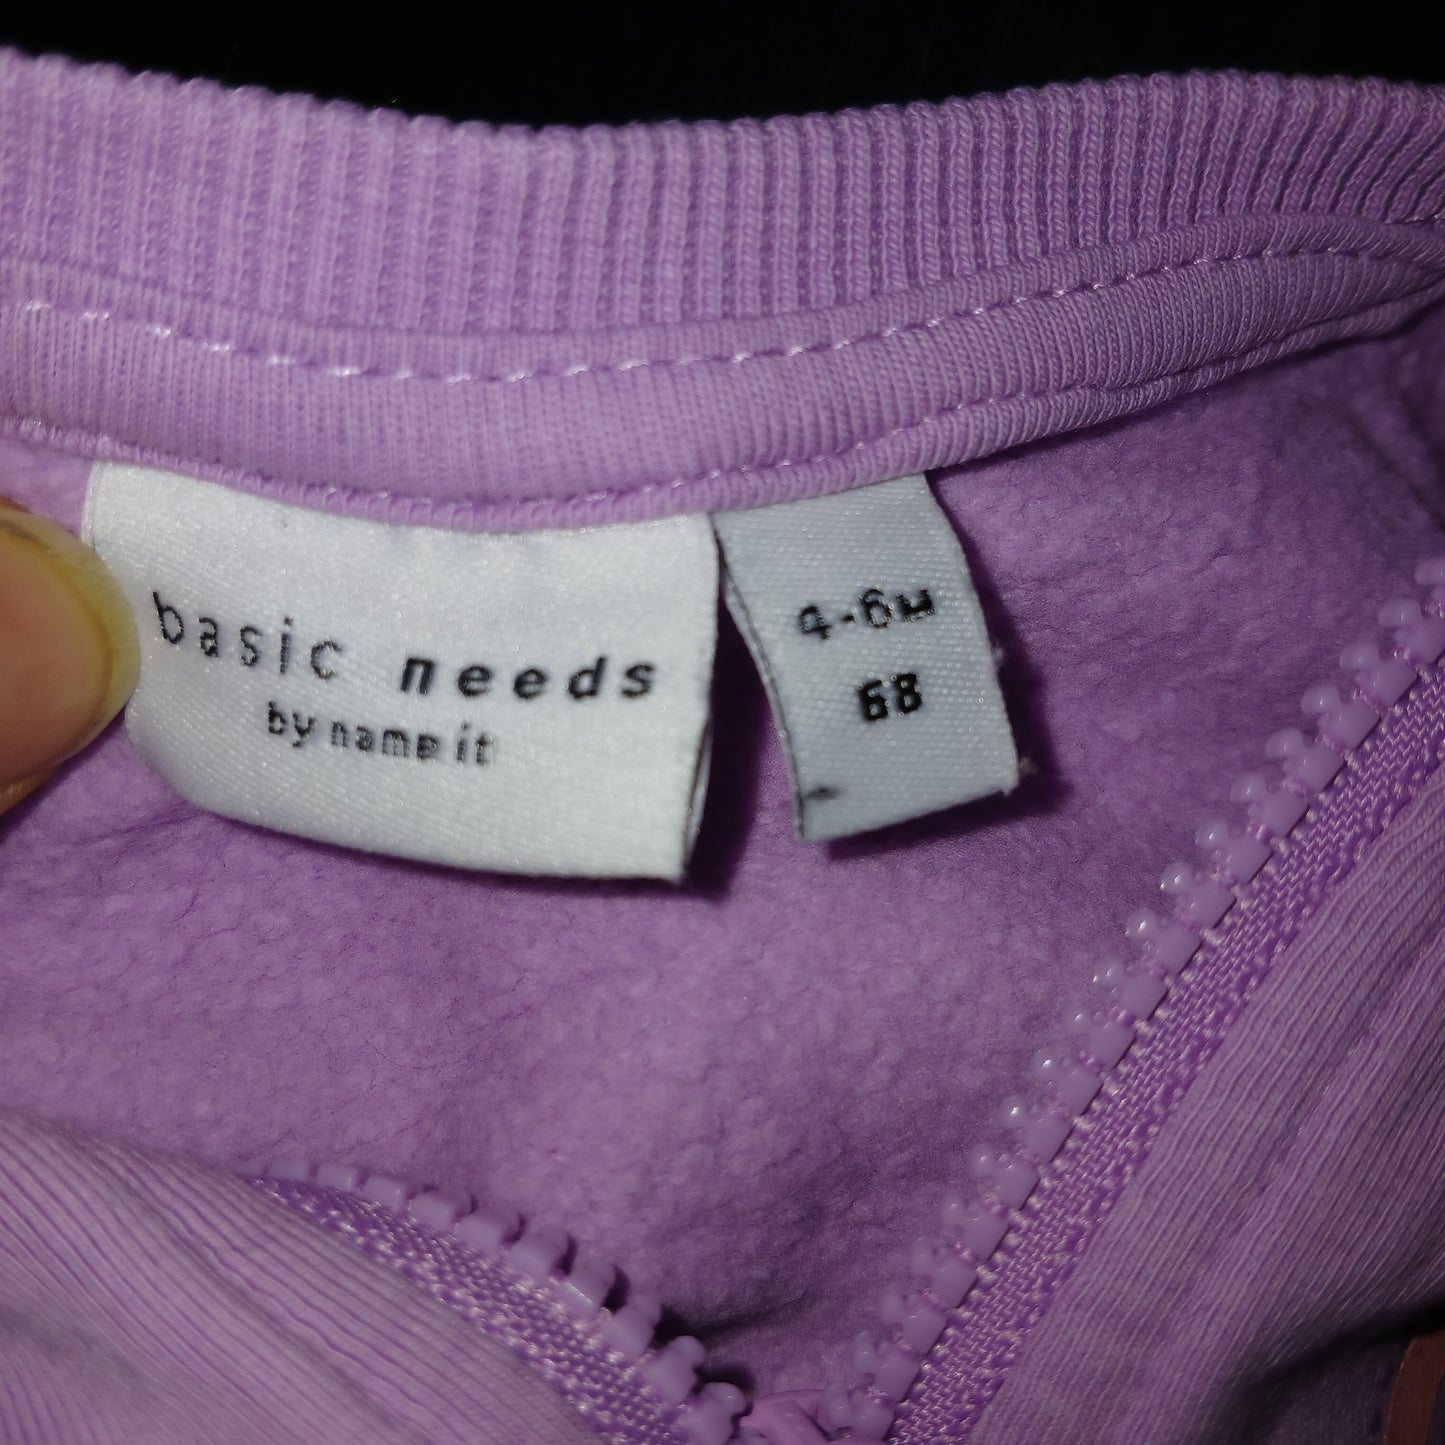 basic needs
by name it
4-6M
68